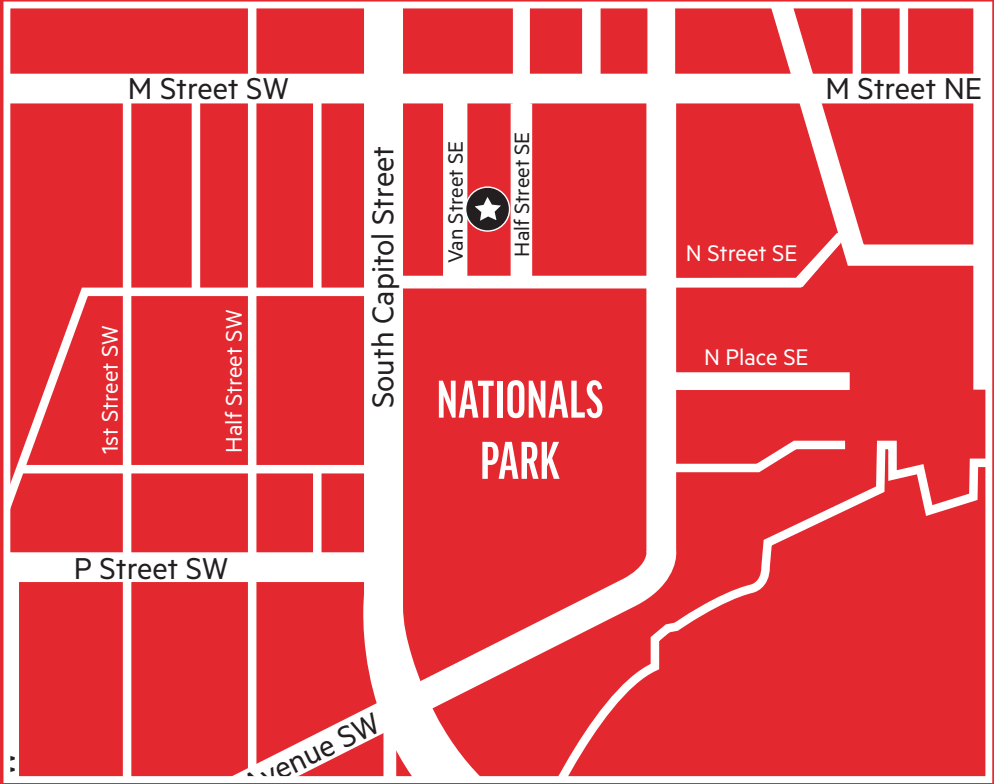 M Street SW
M Street NE
South Capitol Street
Van Street SE
Half Street SE
N Street SE
N Place SE
1st Street SW
Half Street SW
NATIONALS
PARK
P Street SW
Avenue SW